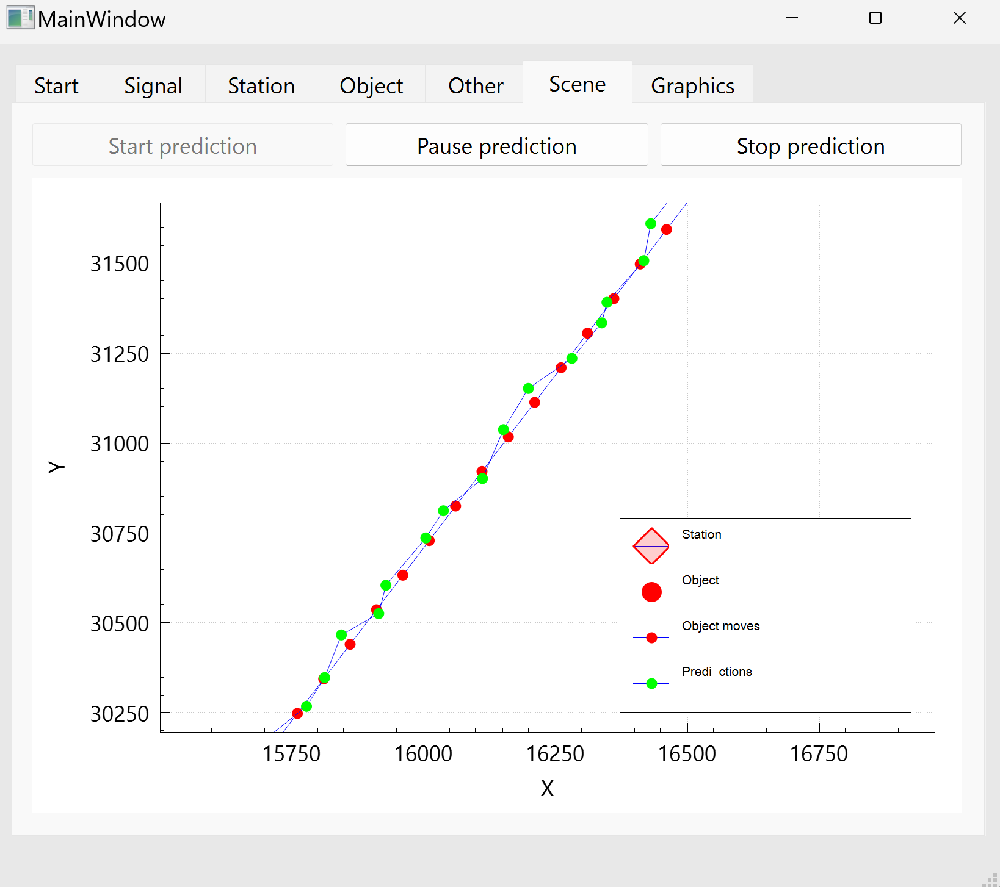 MainWindow
Start Signal Station Object Other Scene Graphics
Start prediction Pause prediction Stop prediction
31500
31250
31000
30750
30500
30250
Y
15750 16000 16250 16500 16750
X
Station
Object
Object moves
Predi ctions